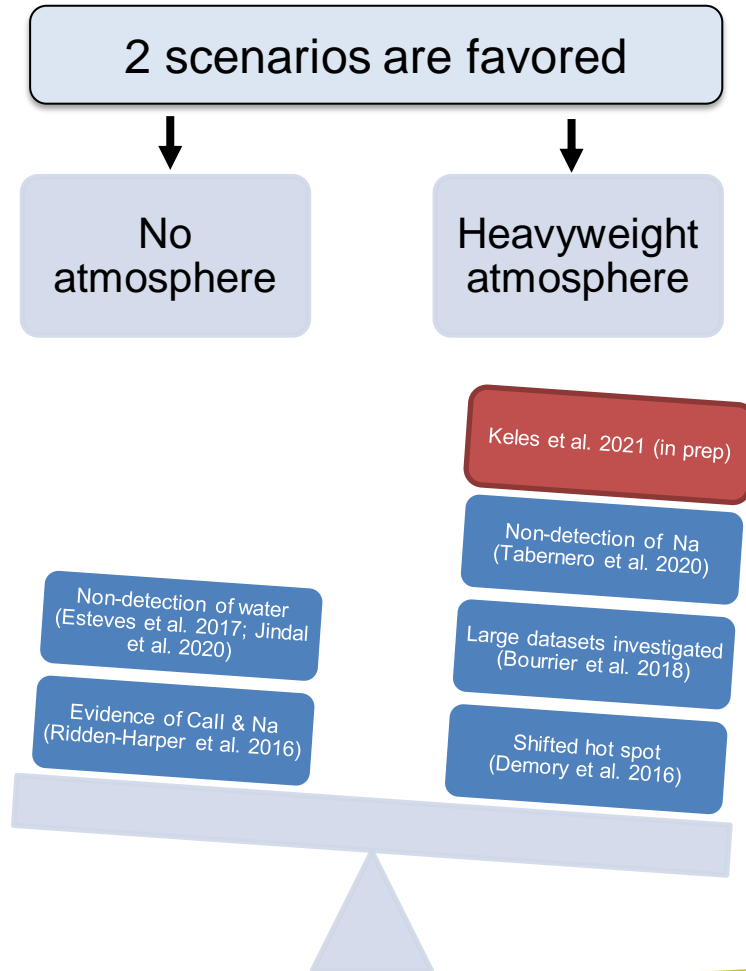 2 scenarios are favored
No
atmosphere
Heavyweight
atmosphere
Non-detection of water
(Esteves et al. 2017; Jindal
et al. 2020)
Evidence of CaII & Na
(Ridden-Harper et al. 2016)
Keles et al. 2021 (in prep)
Non-detection of Na
(Tabernero et al. 2020)
Large datasets investigated
(Bourrier et al. 2018)
Shifted hot spot
(Demory et al. 2016)